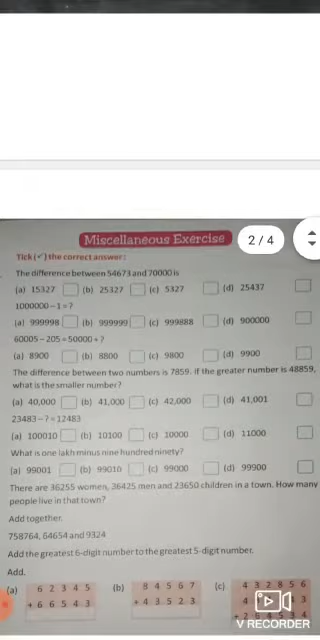 Miscellaneous Exercise
2 / 4
Tick (✓) the correct answer:
The difference between 54673 and 70000 is
(a) 15327 (b) 25327 (c) 5327 (d) 25437
1000000 – 1 = ?
(a) 999998 (b) 999999 (c) 999888 (d) 900000
60005 – 205 = 50000 + ?
(a) 8900 (b) 8800 (c) 9800 (d) 9900
The difference between two numbers is 7859. If the greater number is 48859,
what is the smaller number?
(a) 40,000 (b) 41,000 (c) 42,000 (d) 41,001
23483 – ? = 12483
(a) 100010 (b) 10100 (c) 10000 (d) 11000
What is one lakh minus nine hundred ninety?
(a) 99001 (b) 99010 (c) 99000 (d) 99900
There are 36255 women, 36425 men and 23650 children in a town. How many
people live in that town?
Add together.
758764, 64654 and 9324
Add the greatest 6-digit number to the greatest 5-digit number.
Add.
(a) 6 2 3 4 5 (b) 8 4 5 6 7 (c) 4 3 2 8 5 6
+ 6 6 5 4 3 + 4 3 5 2 3 4 3
V RECORDER